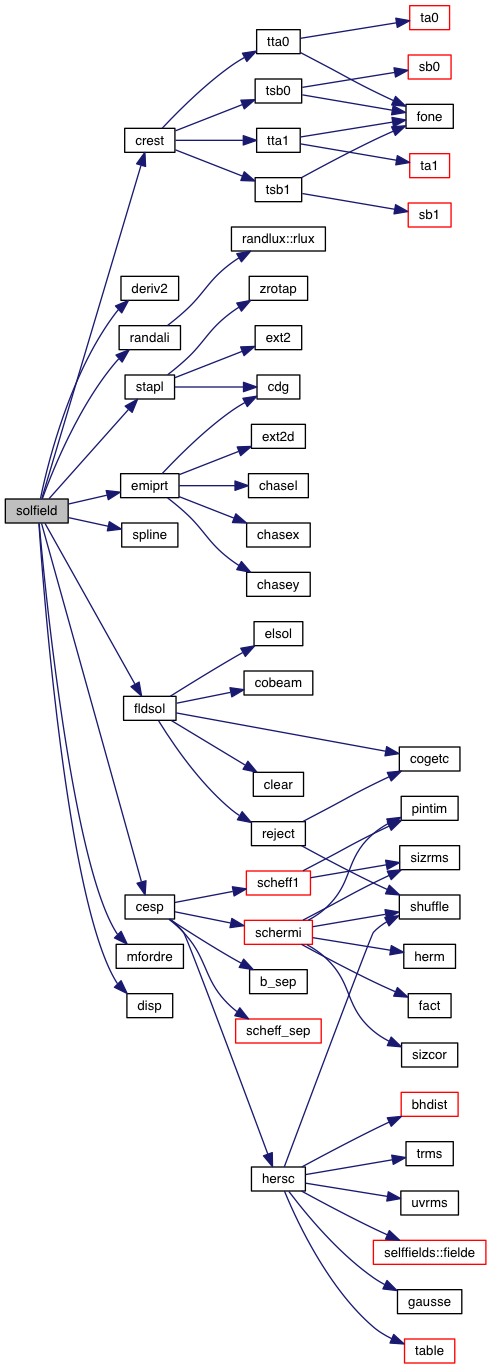 ta0
tta0
sb0
tsb0
fone
crest
tta1
ta1
tsb1
sb1
randlux::rlux
deriv2
zrotap
randali
ext2
stapl
cdg
ext2d
emiprt
chasel
solfield
spline
chasex
chasey
elsol
cobeam
fldsol
cogetc
clear
pintim
reject
sizrms
scheff1
cesp
shuffle
schermi
mfordre
herm
b_sep
disp
fact
scheff_sep
sizcor
bhdist
trms
hersc
uvrms
selffields::fielde
gausse
table